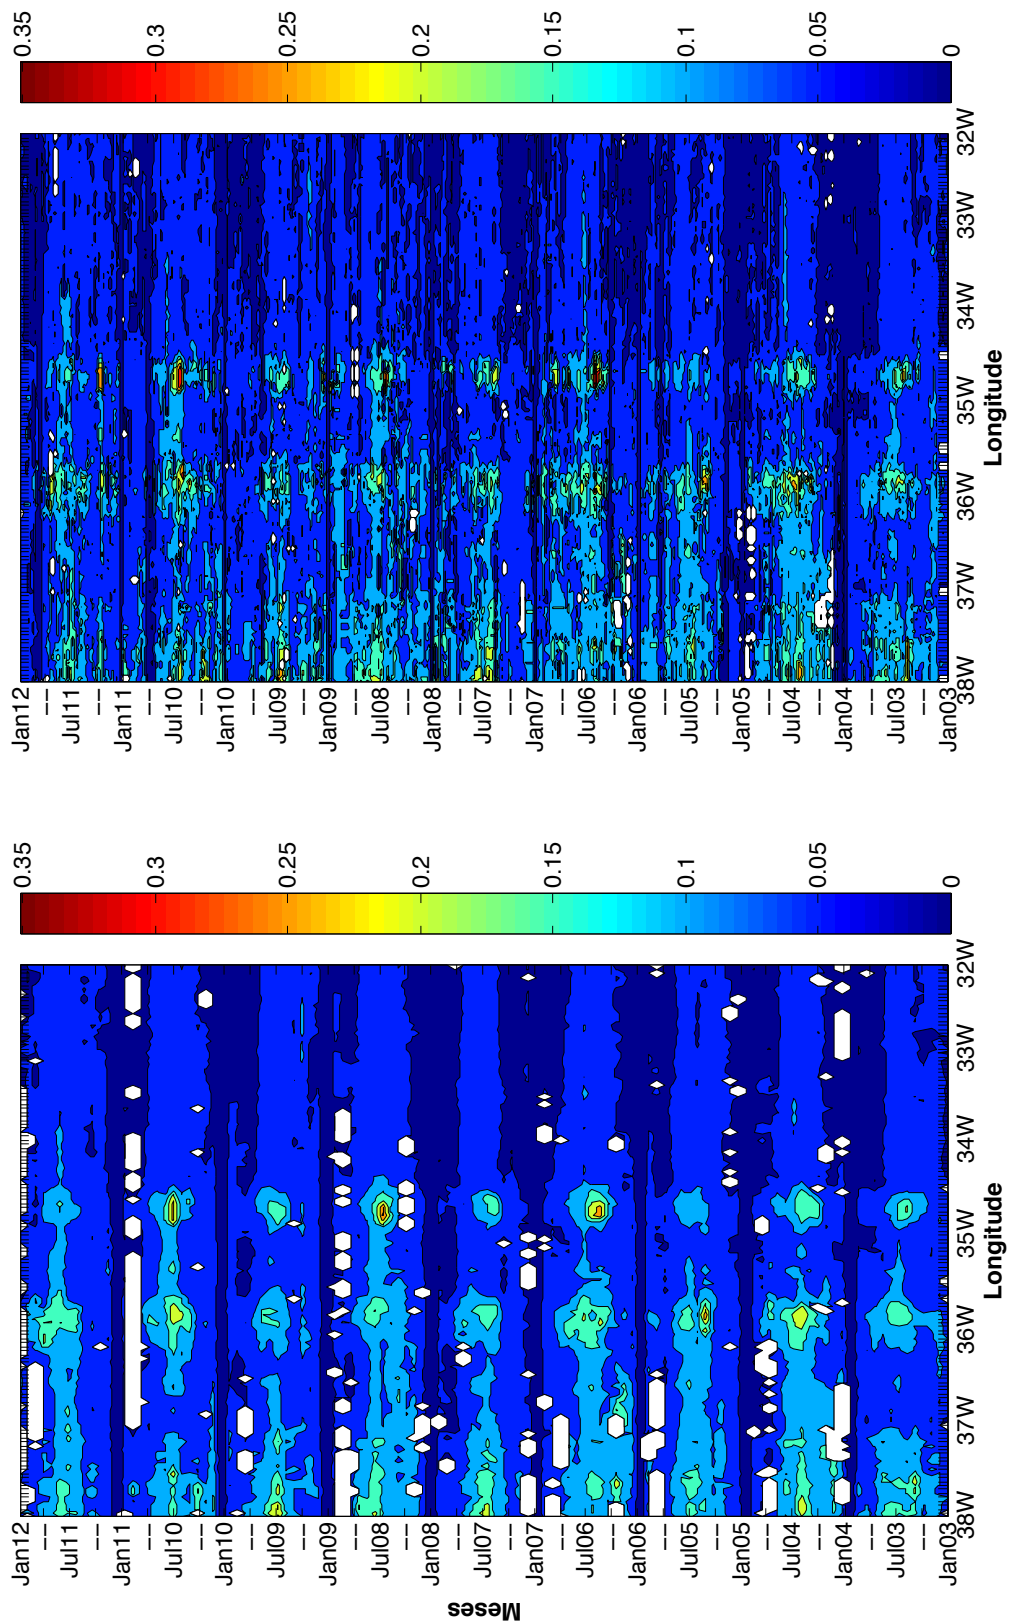 Meses
Jan12
−−−
Jul11
−−−
Jan11
−−−
Jul10
−−−
Jan10
−−−
Jul09
−−−
Jan09
−−−
Jul08
−−−
Jan08
−−−
Jul07
−−−
Jan07
−−−
Jul06
−−−
Jan06
−−−
Jul05
−−−
Jan05
−−−
Jul04
−−−
Jan04
−−−
Jul03
−−−
Jan03
38W 37W 36W 35W 34W 33W 32W
Longitude
0.35
0.3
0.25
0.2
0.15
0.1
0.05
0
Jan12
−−−
Jul11
−−−
Jan11
−−−
Jul10
−−−
Jan10
−−−
Jul09
−−−
Jan09
−−−
Jul08
−−−
Jan08
−−−
Jul07
−−−
Jan07
−−−
Jul06
−−−
Jan06
−−−
Jul05
−−−
Jan05
−−−
Jul04
−−−
Jan04
−−−
Jul03
−−−
Jan03
38W 37W 36W 35W 34W 33W 32W
Longitude
0.35
0.3
0.25
0.2
0.15
0.1
0.05
0